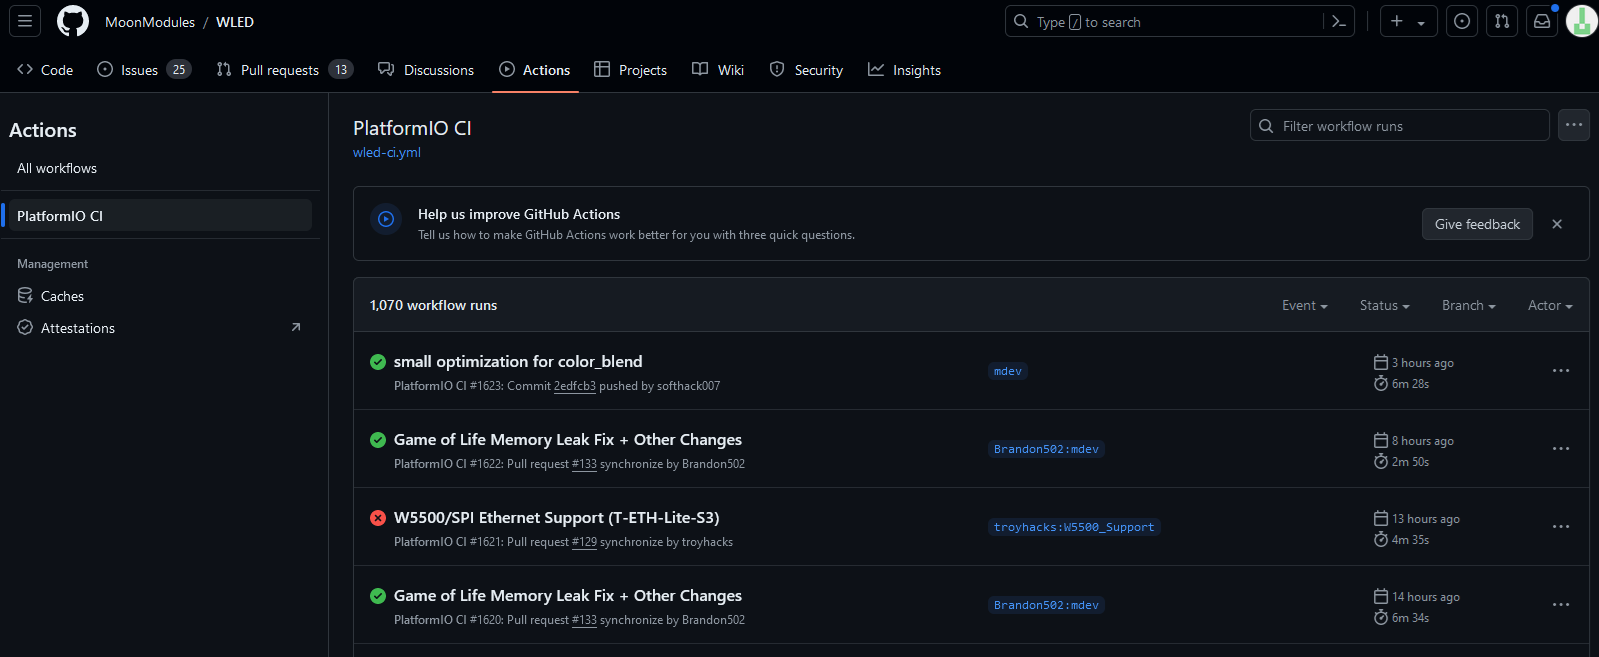 MoonModules / WLED
Type / to search
Code
Issues 25
Pull requests 13
Discussions
Actions
Projects
Wiki
Security
Insights
Actions
All workflows
PlatformIO CI
Management
Caches
Attestations
PlatformIO CI
wled-ci.yml
Filter workflow runs
Help us improve GitHub Actions
Tell us how to make GitHub Actions work better for you with three quick questions.
Give feedback
1,070 workflow runs
Event
Status
Branch
Actor
small optimization for color_blend
PlatformIO CI #1623: Commit 2edfcb3 pushed by softhack007
mdev
3 hours ago
6m 28s
Game of Life Memory Leak Fix + Other Changes
PlatformIO CI #1622: Pull request #133 synchronize by Brandon502
Brandon502:mdev
8 hours ago
2m 50s
W5500/SPI Ethernet Support (T-ETH-Lite-S3)
PlatformIO CI #1621: Pull request #129 synchronize by troyhacks
troyhacks:W5500_Support
13 hours ago
4m 35s
Game of Life Memory Leak Fix + Other Changes
PlatformIO CI #1620: Pull request #133 synchronize by Brandon502
Brandon502:mdev
14 hours ago
6m 34s